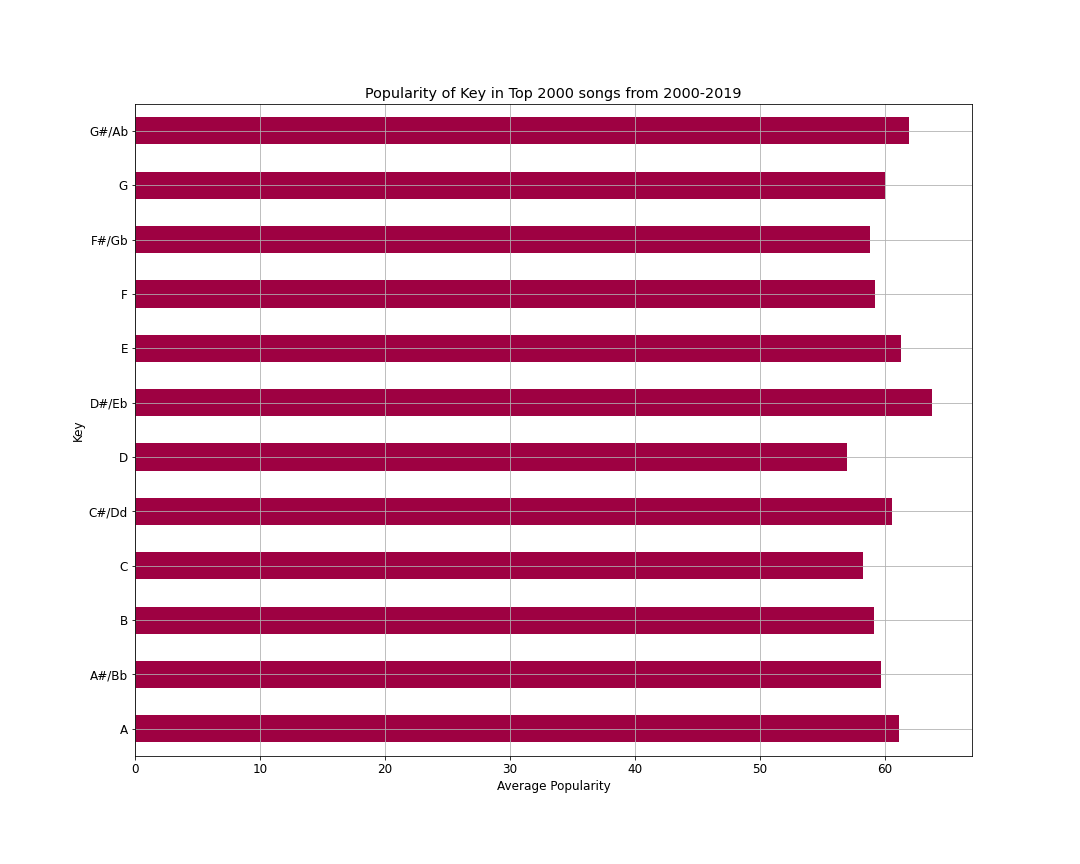 Popularity of Key in Top 2000 songs from 2000-2019
G#/Ab
G
F#/Gb
F
E
D#/Eb
Key
D
C#/Dd
C
B
A#/Bb
A
0 10 20 30 40 50 60
Average Popularity